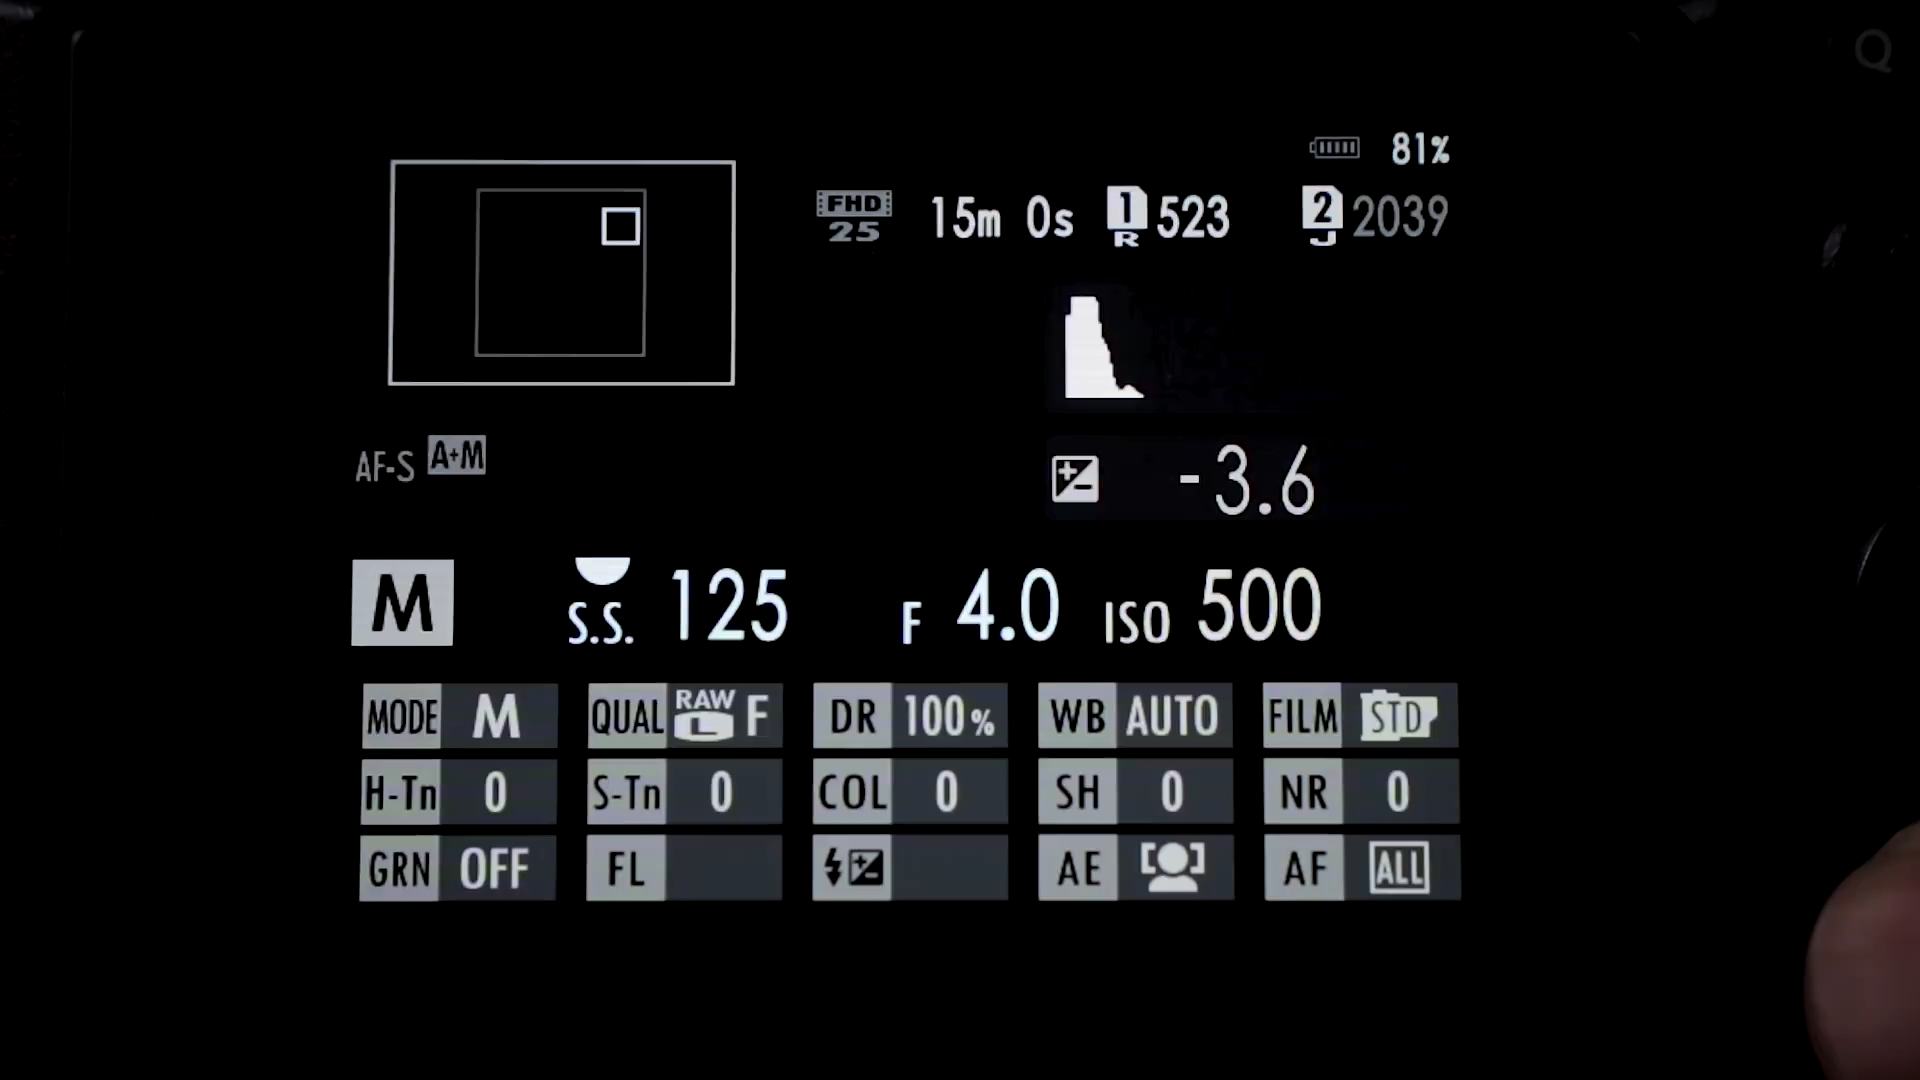 Q
81%
FHD 25 15m 0s 1 R 523 2 J 2039
AF-S A+M
-3.6
M S.S. 125 F 4.0 ISO 500
MODE M QUAL RAW L F DR 100% WB AUTO FILM STD
H-Tn 0 S-Tn 0 COL 0 SH 0 NR 0
GRN OFF FL AE AF ALL